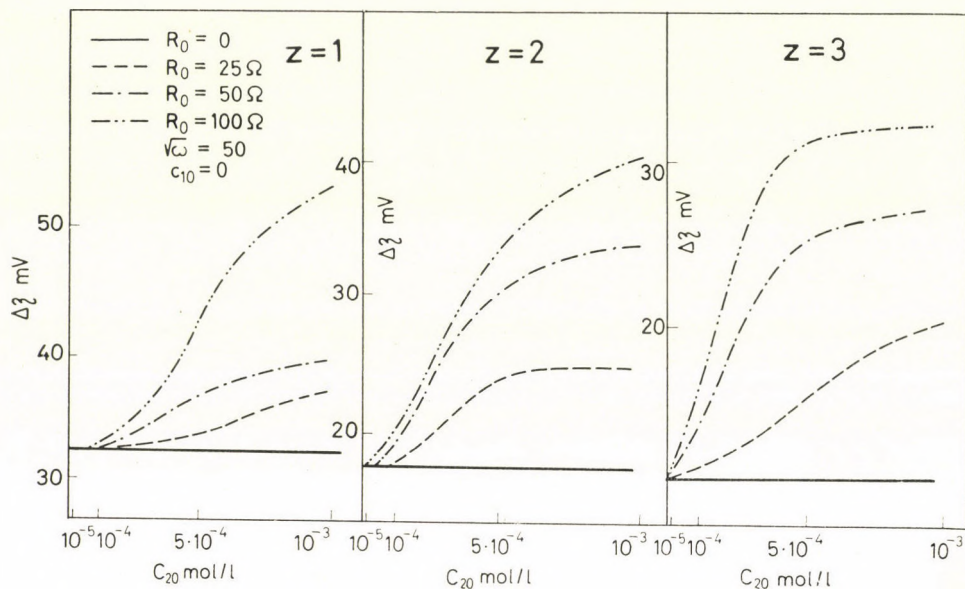 R₀ = 0
R₀ = 25 Ω
R₀ = 50 Ω
R₀ = 100 Ω
√ω = 50
c₁₀ = 0
z = 1
Δη mV
50
40
30
10⁻⁵ 10⁻⁴ 5·10⁻⁴ 10⁻³
C₂₀ mol/l
z = 2
Δη mV
40
30
20
10⁻⁵ 10⁻⁴ 5·10⁻⁴ 10⁻³
C₂₀ mol/l
z = 3
Δη mV
30
20
10⁻⁵ 10⁻⁴ 5·10⁻⁴ 10⁻³
C₂₀ mol/l